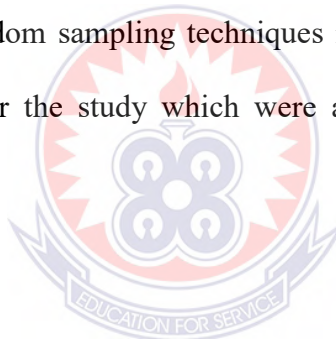 dom sampling techniques
r the study which were a
EDUCATION FOR SERVICE